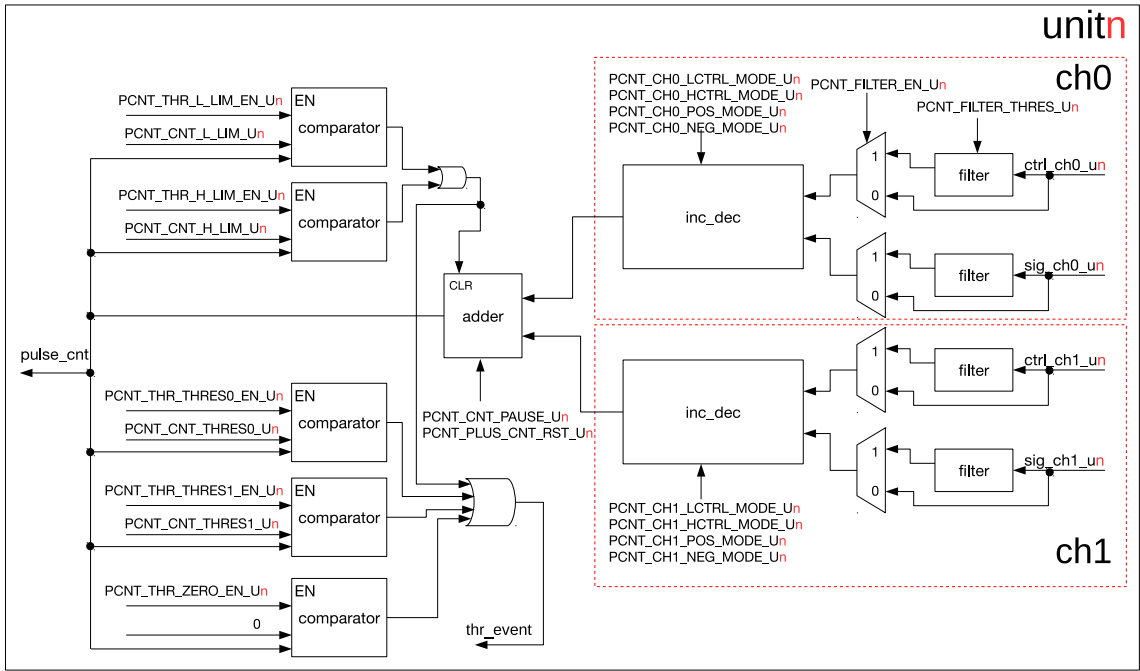 unitn
ch0
PCNT_CH0_LCTRL_MODE_Un
PCNT_CH0_HCTRL_MODE_Un
PCNT_CH0_POS_MODE_Un
PCNT_CH0_NEG_MODE_Un
PCNT_FILTER_EN_Un
PCNT_FILTER_THRES_Un
PCNT_THR_L_LIM_EN_Un
PCNT_CNT_L_LIM_Un
EN
comparator
PCNT_THR_H_LIM_EN_Un
PCNT_CNT_H_LIM_Un
EN
comparator
inc_dec
1
0
filter
ctrl_ch0_un
1
0
filter
sig_ch0_un
CLR
adder
pulse_cnt
PCNT_CNT_PAUSE_Un
PCNT_PLUS_CNT_RST_Un
inc_dec
1
0
filter
ctrl_ch1_un
1
0
filter
sig_ch1_un
PCNT_THR_THRES0_EN_Un
PCNT_CNT_THRES0_Un
EN
comparator
PCNT_THR_THRES1_EN_Un
PCNT_CNT_THRES1_Un
EN
comparator
PCNT_CH1_LCTRL_MODE_Un
PCNT_CH1_HCTRL_MODE_Un
PCNT_CH1_POS_MODE_Un
PCNT_CH1_NEG_MODE_Un
ch1
PCNT_THR_ZERO_EN_Un
0
EN
comparator
thr_event